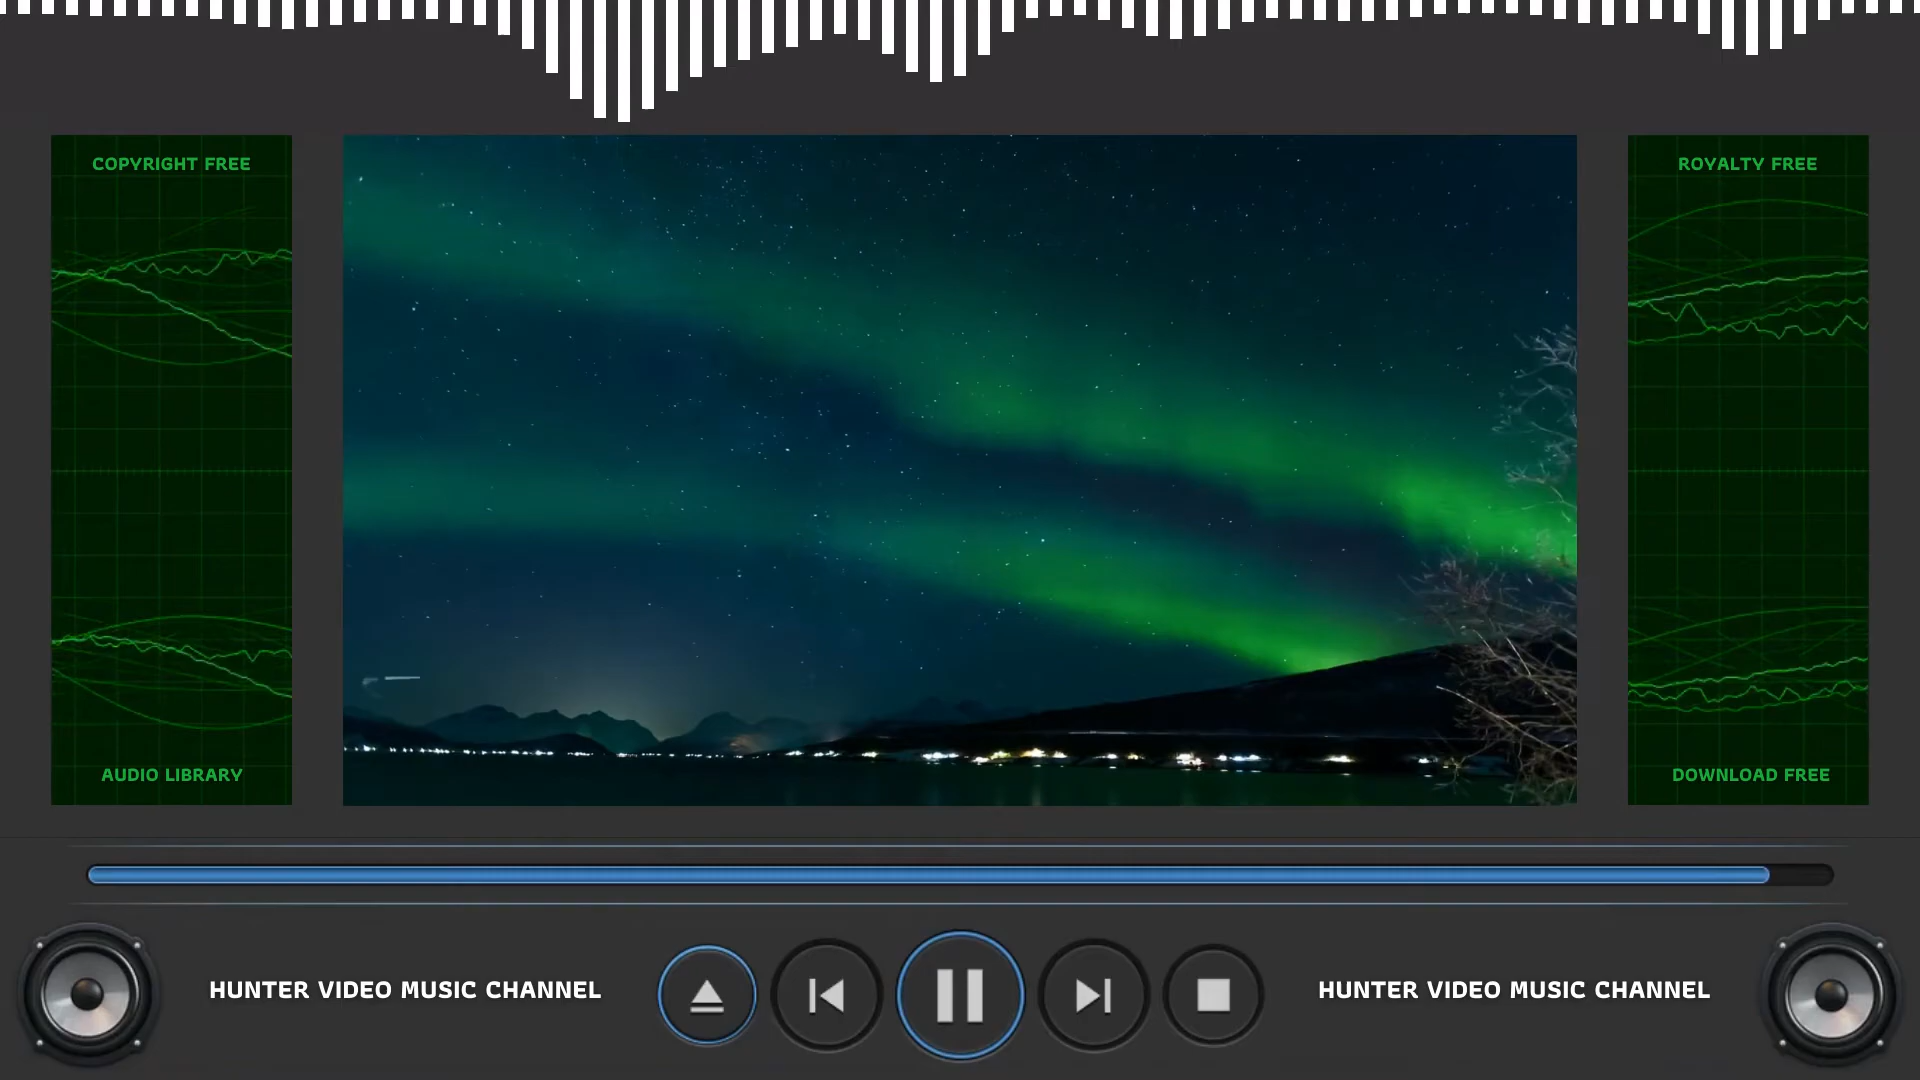 COPYRIGHT FREE
ROYALTY FREE
AUDIO LIBRARY
DOWNLOAD FREE
HUNTER VIDEO MUSIC CHANNEL
HUNTER VIDEO MUSIC CHANNEL